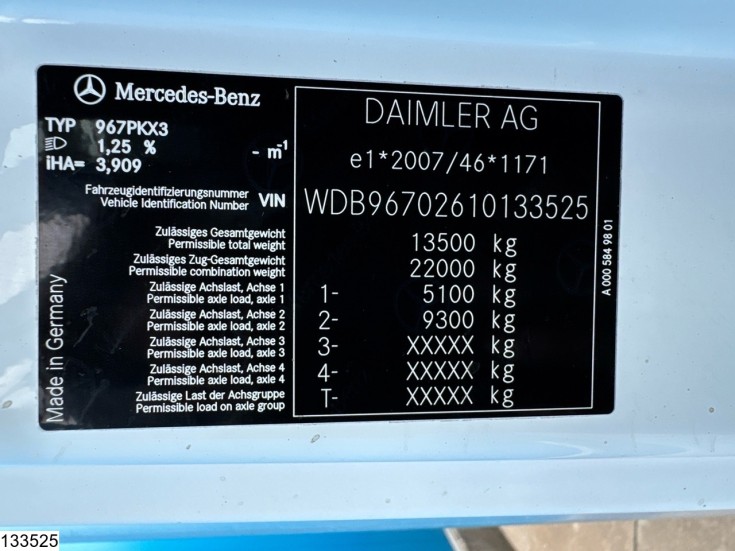 Mercedes-Benz
TYP 967PKX3
1,25 % - m-1
iHA= 3,909
Fahrzeugidentifizierungsnummer
Vehicle Identification Number VIN
Zulässiges Gesamtgewicht
Permissible total weight
Zulässiges Zug-Gesamtgewicht
Permissible combination weight
Zulässige Achslast, Achse 1
Permissible axle load, axle 1
Zulässige Achslast, Achse 2
Permissible axle load, axle 2
Zulässige Achslast, Achse 3
Permissible axle load, axle 3
Zulässige Achslast, Achse 4
Permissible axle load, axle 4
Zulässige Last der Achsgruppe
Permissible load on axle group
Made in Germany
DAIMLER AG
e1*2007/46*1171
WDB96702610133525
13500 kg
22000 kg
1- 5100 kg
2- 9300 kg
3- XXXXX kg
4- XXXXX kg
T- XXXXX kg
A 000 584 98 01
133525